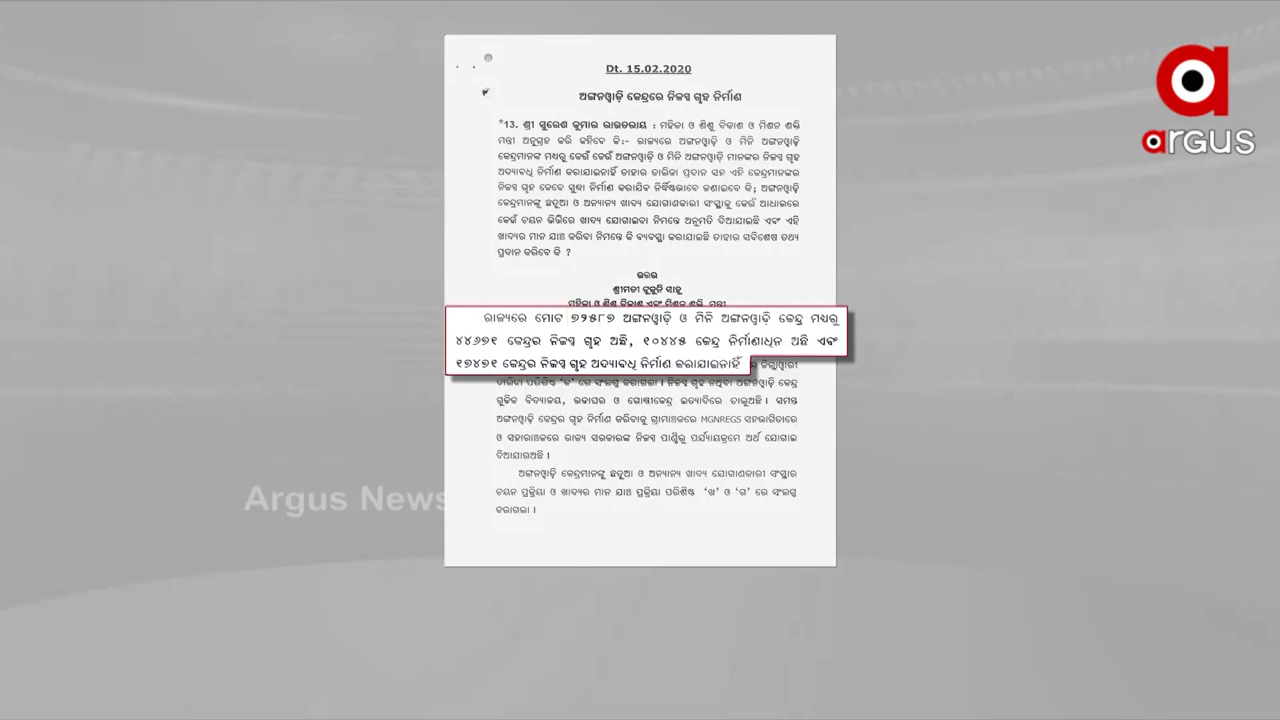 Dt. 15.02.2020
ଅଙ୍ଗନୱାଡ଼ି କେନ୍ଦ୍ରରେ ନିଜସ୍ୱ ଗୃହ ନିର୍ମାଣ
*13. ଶ୍ରୀ ସୁରେଶ କୁମାର ରାଉତରାୟ : ମହିଳା ଓ ଶିଶୁ ବିକାଶ ଓ ମିଶନ ଶକ୍ତି
ମନ୍ତ୍ରୀ ଅନୁଗ୍ରହ କରି କହିବେ କି:- ରାଜ୍ୟରେ ଅଙ୍ଗନୱାଡ଼ି ଓ ମିନି ଅଙ୍ଗନୱାଡ଼ି
କେନ୍ଦ୍ରମାନଙ୍କ ମଧ୍ୟରୁ କେଉଁ କେଉଁ ଅଙ୍ଗନୱାଡ଼ି ଓ ମିନି ଅଙ୍ଗନୱାଡ଼ି ମାନଙ୍କର ନିଜସ୍ୱ ଗୃହ
ଅଦ୍ୟାବଧି ନିର୍ମାଣ କରାଯାଇନାହିଁ ତାହାର ତାଲିକା ପ୍ରଦାନ ସହ ଏହି କେନ୍ଦ୍ରମାନଙ୍କର
ନିଜସ୍ୱ ଗୃହ କେବେ ସୁଦ୍ଧା ନିର୍ମାଣ କରାଯିବ ନିର୍ଦ୍ଦିଷ୍ଟଭାବେ ଜଣାଇବେ କି; ଅଙ୍ଗନୱାଡ଼ି
କେନ୍ଦ୍ରମାନଙ୍କୁ ଛତୁଆ ଓ ଅନ୍ୟାନ୍ୟ ଖାଦ୍ୟ ଯୋଗାଣକାରୀ ସଂସ୍ଥାକୁ କେଉଁ ଆଧାରରେ
କେଉଁ ଚୟନ ଭିତ୍ତିରେ ଖାଦ୍ୟ ଯୋଗାଇବା ନିମନ୍ତେ ଅନୁମତି ଦିଆଯାଇଛି ଏବଂ ଏହି
ଖାଦ୍ୟର ମାନ ଯାଞ୍ଚ କରିବା ନିମନ୍ତେ କି ବ୍ୟବସ୍ଥା କରାଯାଇଛି ତାହାର ସବିଶେଷ ତଥ୍ୟ
ପ୍ରଦାନ କରିବେ କି ?
ଉତ୍ତର
ଶ୍ରୀମତୀ ଟୁକୁନି ସାହୁ
ମହିଳା ଓ ଶିଶୁ ବିକାଶ ଏବଂ ମିଶନ ଶକ୍ତି ମନ୍ତ୍ରୀ
ରାଜ୍ୟରେ ମୋଟ ୭୨୫୮୭ ଅଙ୍ଗନୱାଡ଼ି ଓ ମିନି ଅଙ୍ଗନୱାଡ଼ି କେନ୍ଦ୍ର ମଧ୍ୟରୁ
୪୪୬୭୧ କେନ୍ଦ୍ରର ନିଜସ୍ୱ ଗୃହ ଅଛି, ୧୦୪୪୫ କେନ୍ଦ୍ର ନିର୍ମାଣାଧିନ ଅଛି ଏବଂ
୧୭୪୭୧ କେନ୍ଦ୍ରର ନିଜସ୍ୱ ଗୃହ ଅଦ୍ୟାବଧି ନିର୍ମାଣ କରାଯାଇନାହିଁ
ଜିଲ୍ଲାୱାରୀ
ତାଲିକା ପରିଶିଷ୍ଟ ‘କ’ ରେ ସଂଲଗ୍ନ କରାଗଲା । ନିଜସ୍ୱ ଗୃହ ନଥିବା ଅଙ୍ଗନୱାଡ଼ି କେନ୍ଦ୍ର
ଗୁଡିକ ବିଦ୍ୟାଳୟ, ଭଡାଘର ଓ ଗୋଷ୍ଠୀକେନ୍ଦ୍ର ଇତ୍ୟାଦିରେ ଚାଲୁଅଛି । ସମସ୍ତ
ଅଙ୍ଗନୱାଡ଼ି କେନ୍ଦ୍ରର ଗୃହ ନିର୍ମାଣ କରିବାକୁ ଗ୍ରାମାଞ୍ଚଳରେ MGNREGS ସହଭାଗିତାରେ
ଓ ସହରାଞ୍ଚଳରେ ରାଜ୍ୟ ସରକାରଙ୍କ ନିଜସ୍ୱ ପାଣ୍ଠିରୁ ପର୍ଯ୍ୟାୟକ୍ରମେ ଅର୍ଥ ଯୋଗାଇ
ଦିଆଯାଉଅଛି ।
ଅଙ୍ଗନୱାଡ଼ି କେନ୍ଦ୍ରମାନଙ୍କୁ ଛତୁଆ ଓ ଅନ୍ୟାନ୍ୟ ଖାଦ୍ୟ ଯୋଗାଣକାରୀ ସଂସ୍ଥାର
ଚୟନ ପ୍ରକ୍ରିୟା ଓ ଖାଦ୍ୟର ମାନ ଯାଞ୍ଚ ପ୍ରକ୍ରିୟା ପରିଶିଷ୍ଟ ‘ଖ’ ଓ ‘ଗ’ ରେ ସଂଲଗ୍ନ
କରାଗଲା ।
argus
Argus News